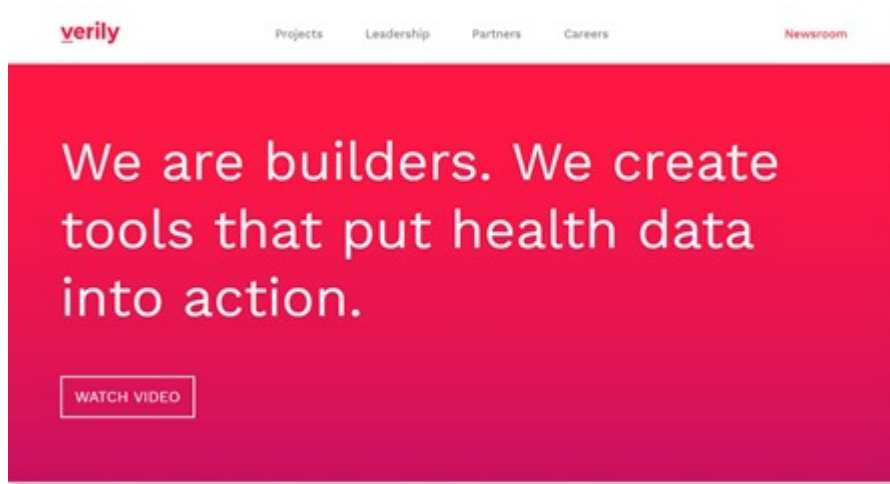 verily Projects Leadership Partners Careers Newsroom
We are builders. We create
tools that put health data
into action.
WATCH VIDEO